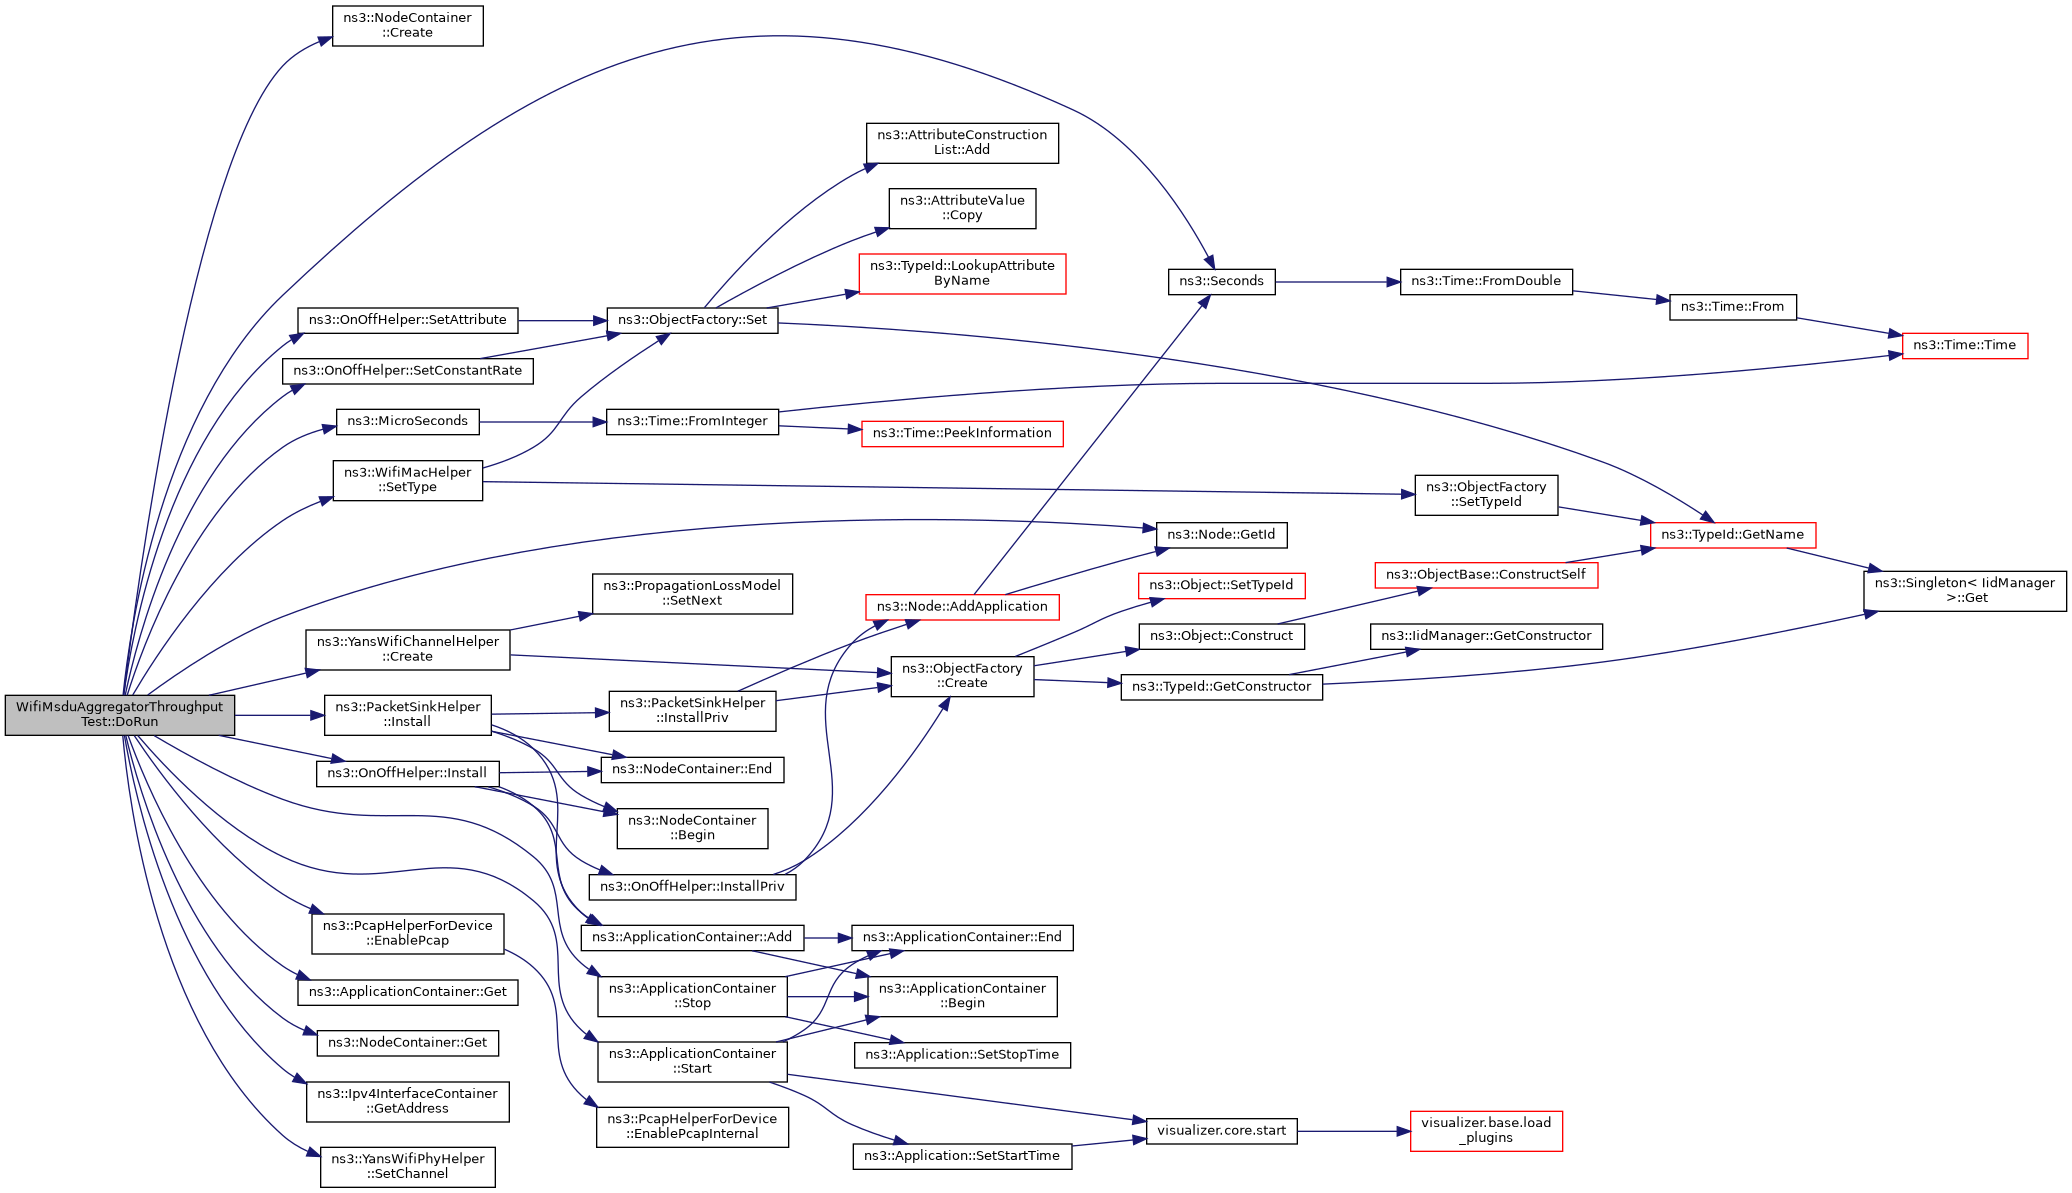 ns3::NodeContainer
::Create
ns3::AttributeConstruction
List::Add
ns3::AttributeValue
::Copy
ns3::TypeId::LookupAttribute
ByName
ns3::Seconds
ns3::Time::FromDouble
ns3::Time::From
ns3::OnOffHelper::SetAttribute
ns3::ObjectFactory::Set
ns3::Time::Time
ns3::OnOffHelper::SetConstantRate
ns3::MicroSeconds
ns3::Time::FromInteger
ns3::Time::PeekInformation
ns3::WifiMacHelper
::SetType
ns3::ObjectFactory
::SetTypeId
ns3::Node::GetId
ns3::TypeId::GetName
ns3::PropagationLossModel
::SetNext
ns3::Object::SetTypeId
ns3::ObjectBase::ConstructSelf
ns3::Singleton< IidManager
>::Get
ns3::Node::AddApplication
ns3::YansWifiChannelHelper
::Create
ns3::Object::Construct
ns3::IidManager::GetConstructor
ns3::ObjectFactory
::Create
ns3::TypeId::GetConstructor
WifiMsduAggregatorThroughput
Test::DoRun
ns3::PacketSinkHelper
::Install
ns3::PacketSinkHelper
::InstallPriv
ns3::OnOffHelper::Install
ns3::NodeContainer::End
ns3::NodeContainer
::Begin
ns3::OnOffHelper::InstallPriv
ns3::PcapHelperForDevice
::EnablePcap
ns3::ApplicationContainer::Add
ns3::ApplicationContainer::End
ns3::ApplicationContainer::Get
ns3::ApplicationContainer
::Stop
ns3::ApplicationContainer
::Begin
ns3::NodeContainer::Get
ns3::ApplicationContainer
::Start
ns3::Application::SetStopTime
ns3::Ipv4InterfaceContainer
::GetAddress
ns3::PcapHelperForDevice
::EnablePcapInternal
visualizer.core.start
visualizer.base.load
_plugins
ns3::YansWifiPhyHelper
::SetChannel
ns3::Application::SetStartTime